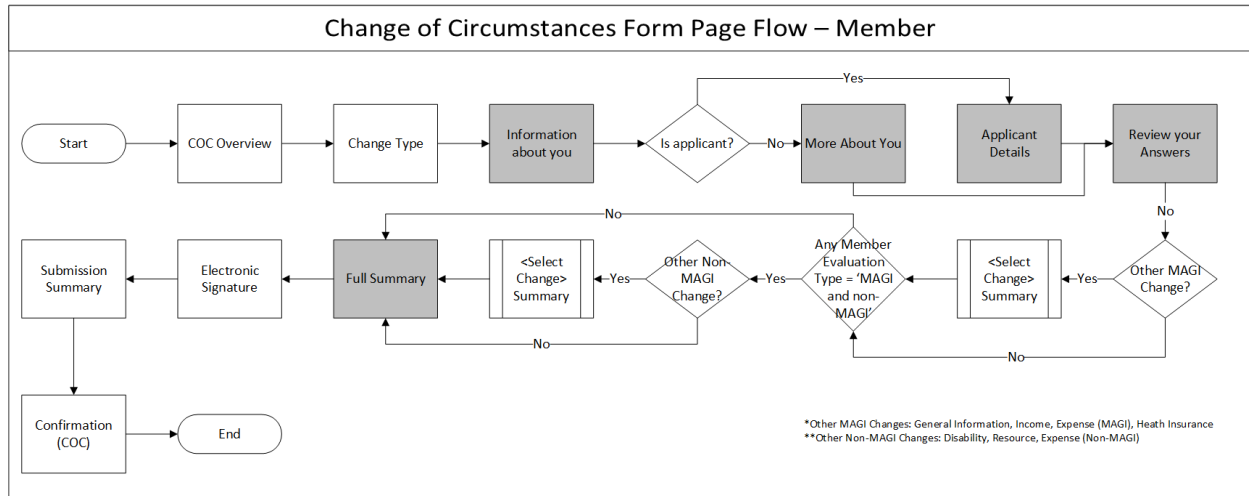 Change of Circumstances Form Page Flow – Member
Yes
Start
COC Overview
Change Type
Information
about you
Is applicant?
No
More About You
Applicant
Details
Review your
Answers
No
No
Submission
Summary
Electronic
Signature
Full Summary
<Select
Change>
Summary
Yes
Other Non-
MAGI
Change?
Yes
Any Member
Evaluation
Type = ‘MAGI
and non-
MAGI’
<Select
Change>
Summary
Yes
Other MAGI
Change?
No
No
Confirmation
(COC)
End
*Other MAGI Changes: General Information, Income, Expense (MAGI), Heath Insurance
**Other Non-MAGI Changes: Disability, Resource, Expense (Non-MAGI)